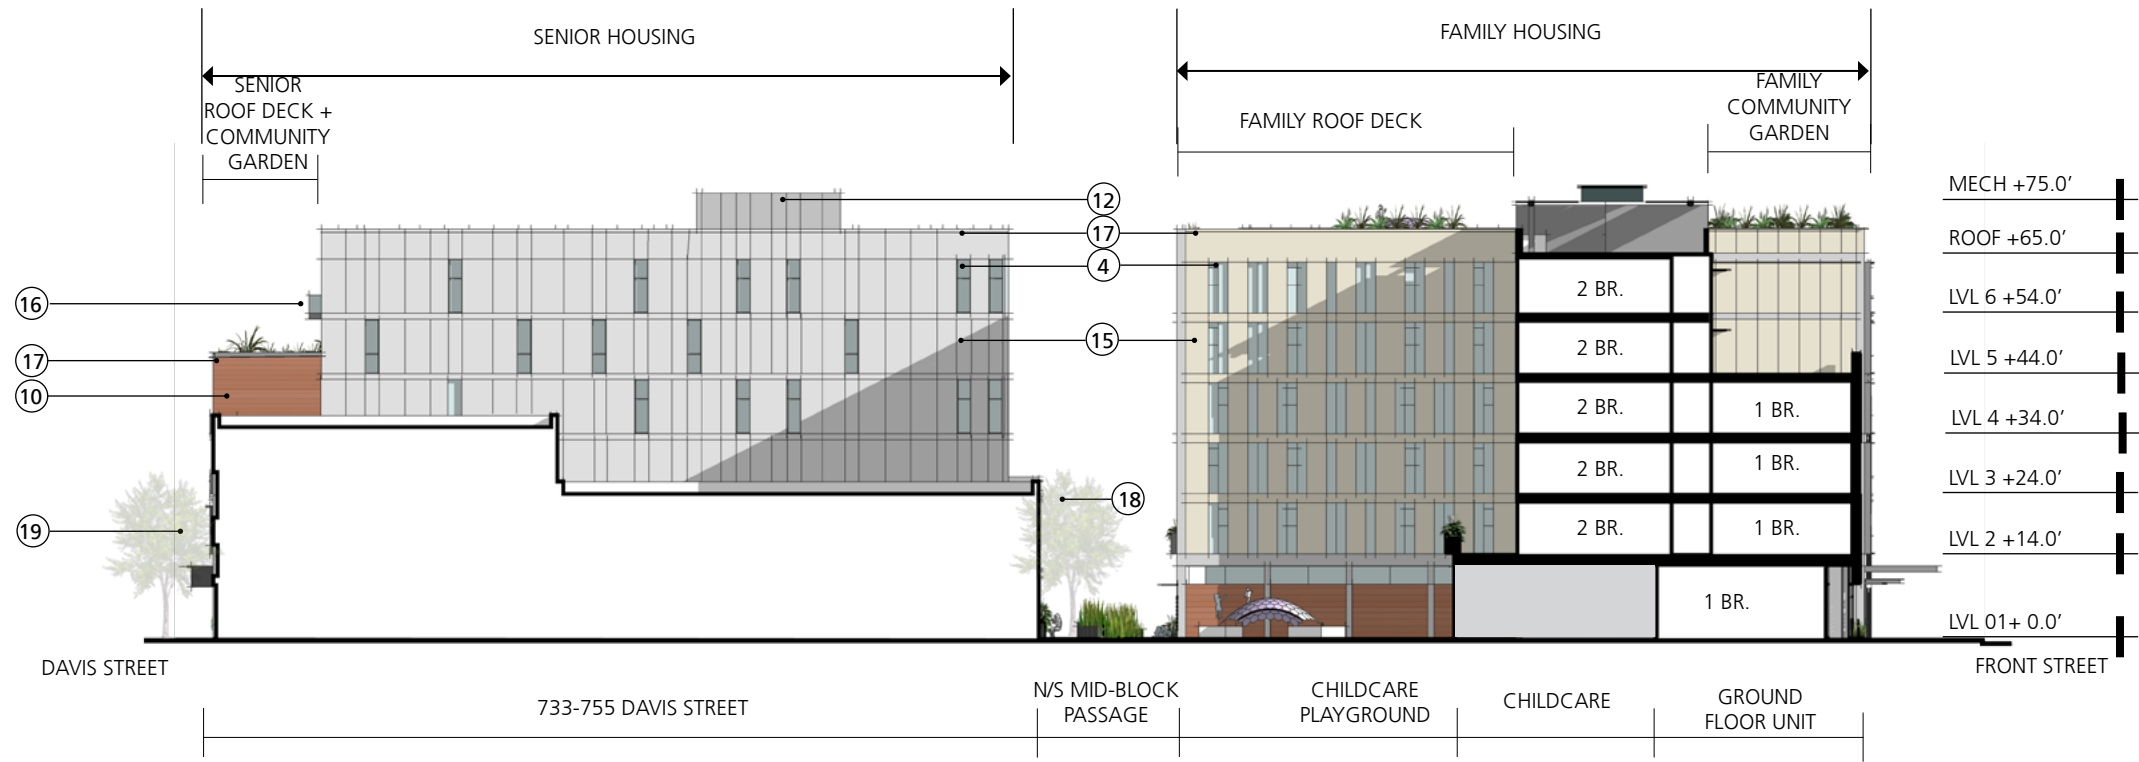 SENIOR HOUSING
FAMILY HOUSING
SENIOR
ROOF DECK +
COMMUNITY
GARDEN
FAMILY ROOF DECK
FAMILY
COMMUNITY
GARDEN
12
17
4
15
18
16
17
10
19
2 BR.
2 BR.
2 BR.
1 BR.
2 BR.
1 BR.
2 BR.
1 BR.
1 BR.
MECH +75.0’
ROOF +65.0’
LVL 6 +54.0’
LVL 5 +44.0’
LVL 4 +34.0’
LVL 3 +24.0’
LVL 2 +14.0’
LVL 01+ 0.0’
DAVIS STREET
FRONT STREET
733-755 DAVIS STREET
N/S MID-BLOCK
PASSAGE
CHILDCARE
PLAYGROUND
CHILDCARE
GROUND
FLOOR UNIT